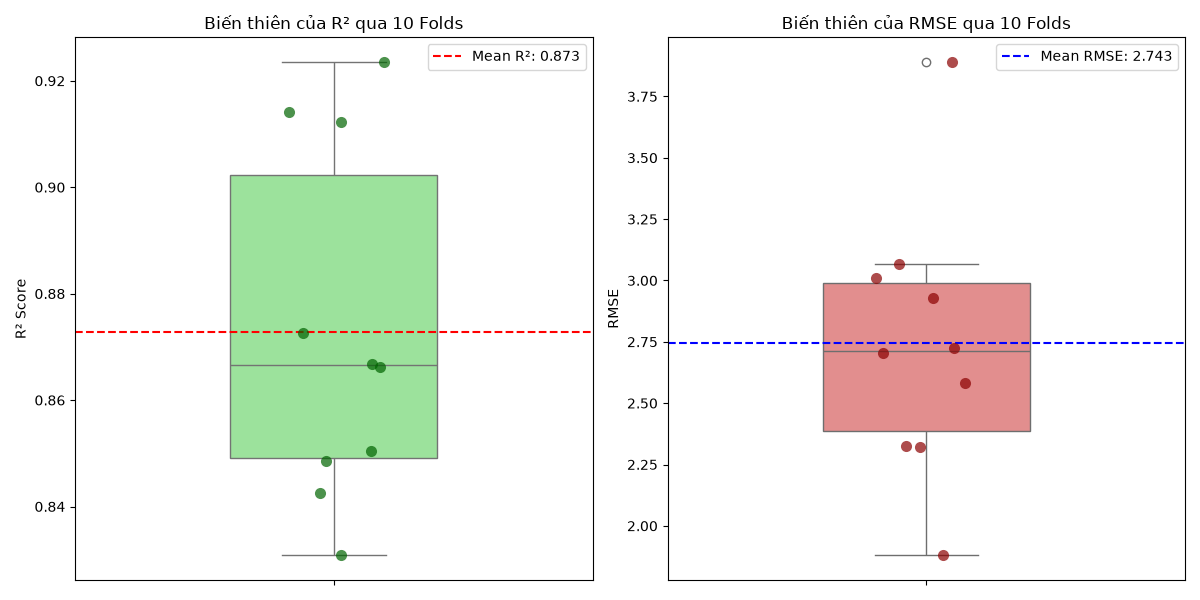 Biến thiên của R² qua 10 Folds
Mean R²: 0.873
R² Score
0.92
0.90
0.88
0.86
0.84
Biến thiên của RMSE qua 10 Folds
Mean RMSE: 2.743
RMSE
3.75
3.50
3.25
3.00
2.75
2.50
2.25
2.00